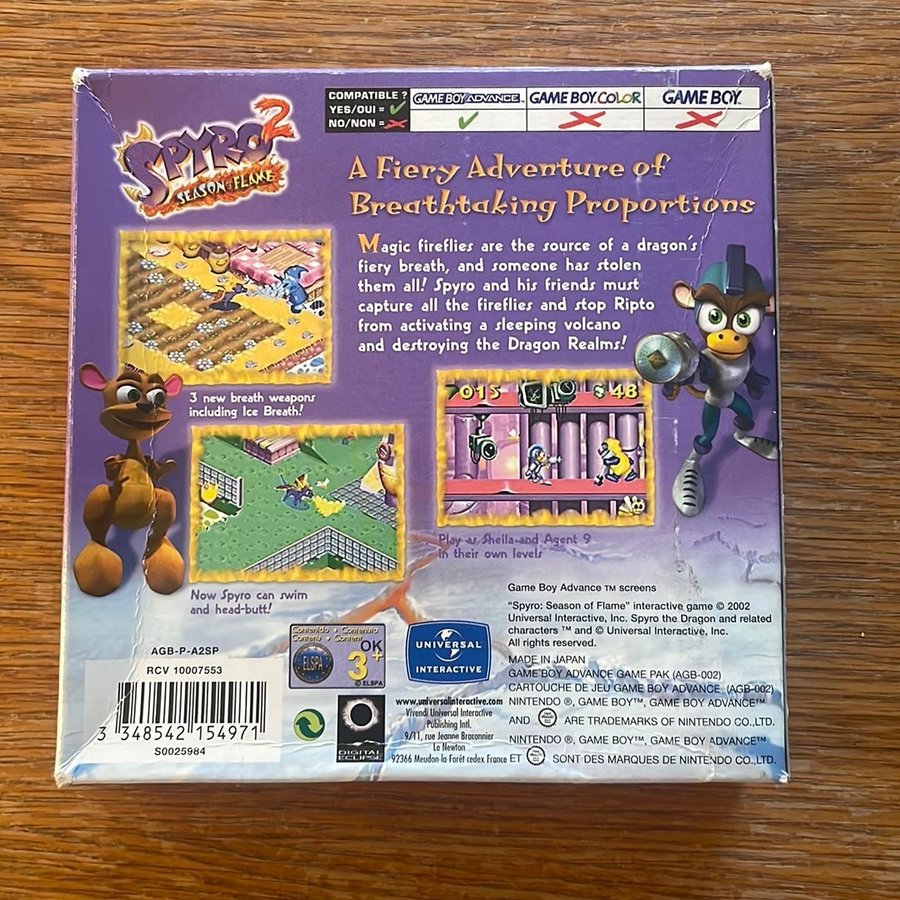 COMPATIBLE ?
YES/OUI =
NO/NON =
GAME BOY ADVANCE™
GAME BOY COLOR
GAME BOY™
SPYRO 2
SEASON OF FLAME
A Fiery Adventure of
Breathtaking Proportions
Magic fireflies are the source of a dragon's
fiery breath, and someone has stolen
them all! Spyro and his friends must
capture all the fireflies and stop Ripto
from activating a sleeping volcano
and destroying the Dragon Realms!
3 new breath weapons
including Ice Breath!
015
48
Play as Sheila and Agent 9
in their own levels
Now Spyro can swim
and head-butt!
Game Boy Advance TM screens
"Spyro: Season of Flame" interactive game © 2002
Universal Interactive, Inc. Spyro the Dragon and related
characters ™ and © Universal Interactive, Inc.
All rights reserved.
AGB-P-A2SP
RCV 10007553
3 348542 154971
S0025984
Contenido • Contenuto
Contenu • Content
ELSPA
OK
3+
© ELSPA
DIGITAL
ECLIPSE
UNIVERSAL
INTERACTIVE
www.universalinteractive.com
Vivendi Universal Interactive
Publishing Intl.
9/11, rue Jeanne Braconnier
Le Newton
92366 Meudon-la Forêt cedex France
MADE IN JAPAN
GAME BOY ADVANCE GAME PAK (AGB-002)
CARTOUCHE DE JEU GAME BOY ADVANCE (AGB-002)
NINTENDO ®, GAME BOY™, GAME BOY ADVANCE™
AND ARE TRADEMARKS OF NINTENDO CO.,LTD.
NINTENDO ®, GAME BOY™, GAME BOY ADVANCE™
ET SONT DES MARQUES DE NINTENDO CO.,LTD.